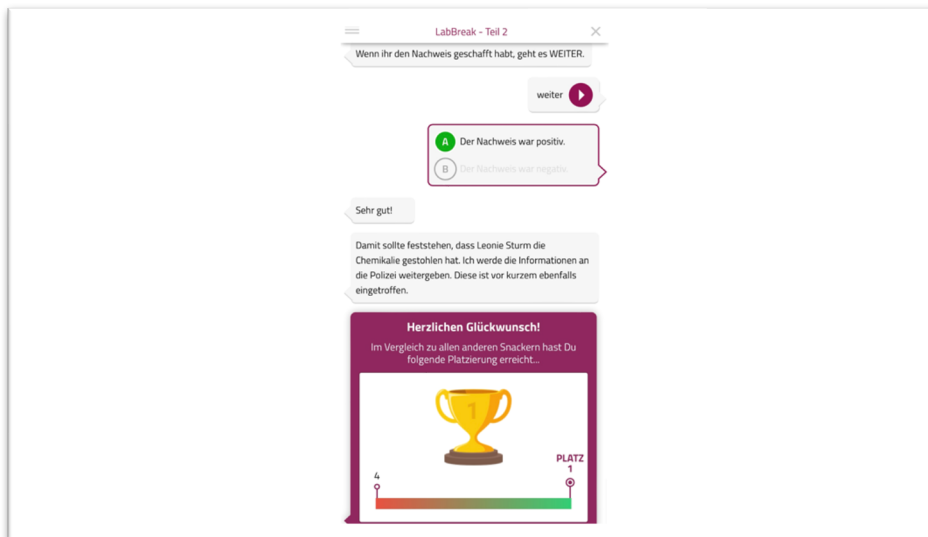 LabBreak - Teil 2
Wenn ihr den Nachweis geschafft habt, geht es WEITER.
weiter
A Der Nachweis war positiv.
B Der Nachweis war negativ.
Sehr gut!
Damit sollte feststehen, dass Leonie Sturm die
Chemikalie gestohlen hat. Ich werde die Informationen an
die Polizei weitergeben. Diese ist vor kurzem ebenfalls
eingetroffen.
Herzlichen Glückwunsch!
Im Vergleich zu allen anderen Snackern hast Du
folgende Platzierung erreicht...
1
PLATZ
1
4